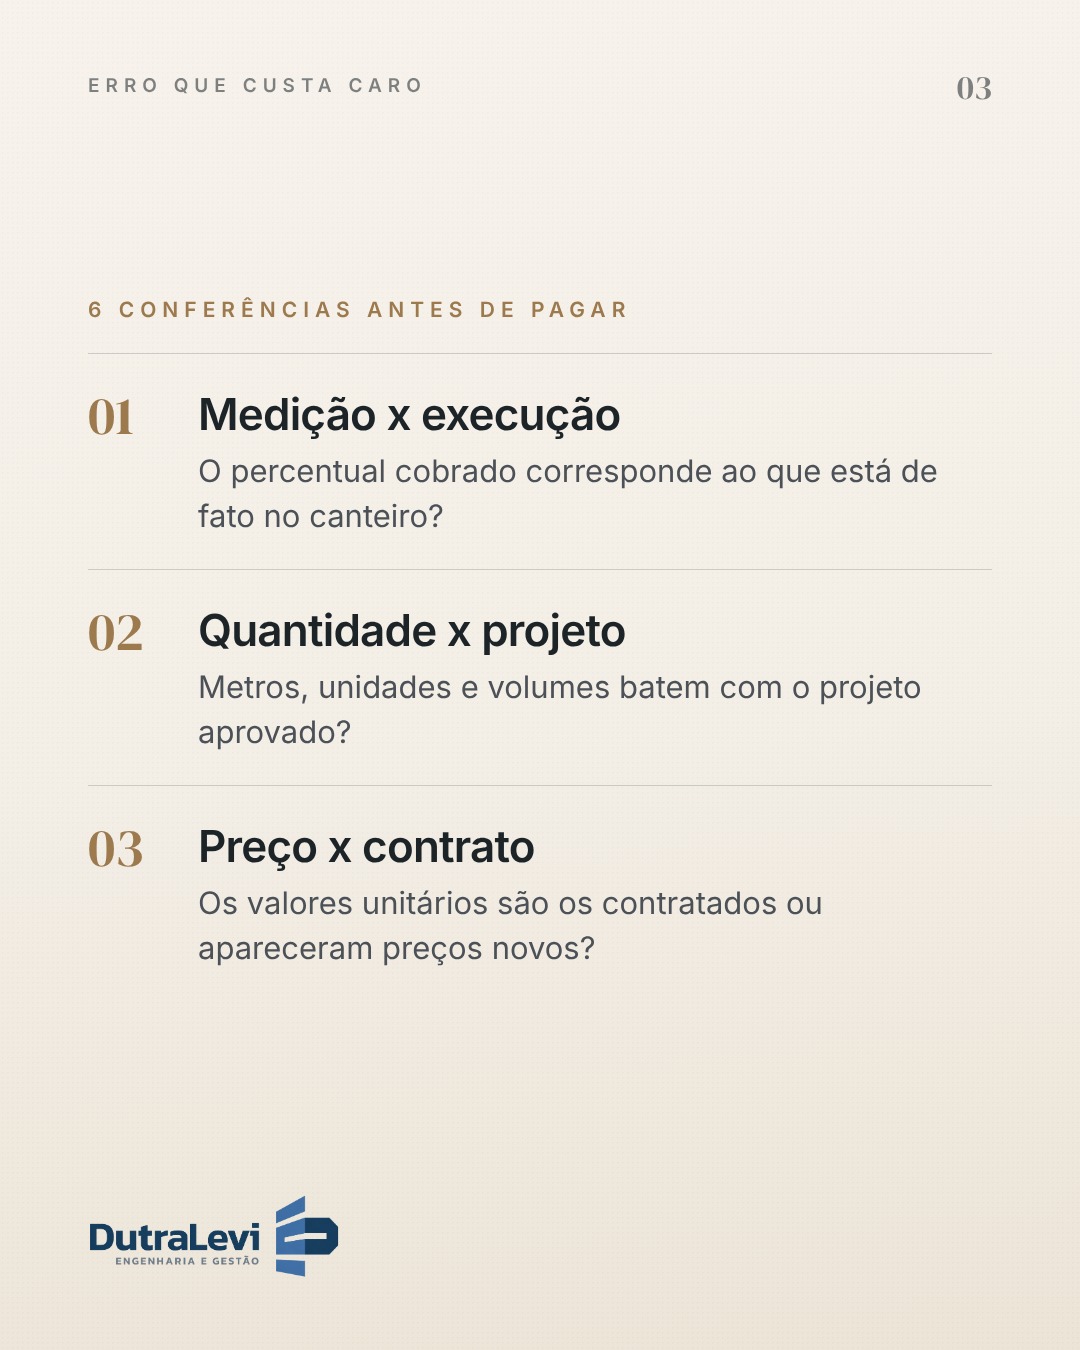 ERRO QUE CUSTA CARO
03
6 CONFERÊNCIAS ANTES DE PAGAR
01
Medição x execução
O percentual cobrado corresponde ao que está de
fato no canteiro?
02
Quantidade x projeto
Metros, unidades e volumes batem com o projeto
aprovado?
03
Preço x contrato
Os valores unitários são os contratados ou
apareceram preços novos?
DutraLevi
ENGENHARIA E GESTÃO